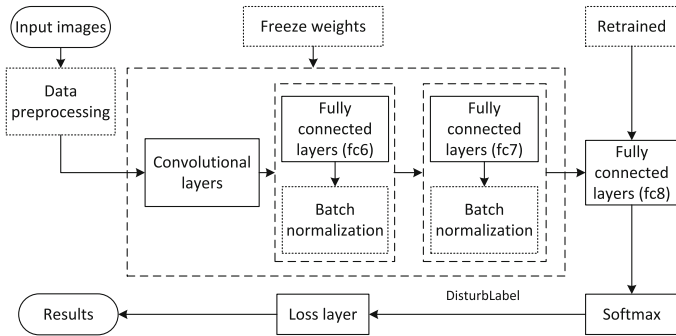 Input images
Freeze weights
Retrained
Data
preprocessing
Convolutional
layers
Fully
connected
layers (fc6)
Batch
normalization
Fully
connected
layers (fc7)
Batch
normalization
Fully
connected
layers (fc8)
Results
Loss layer
DisturbLabel
Softmax